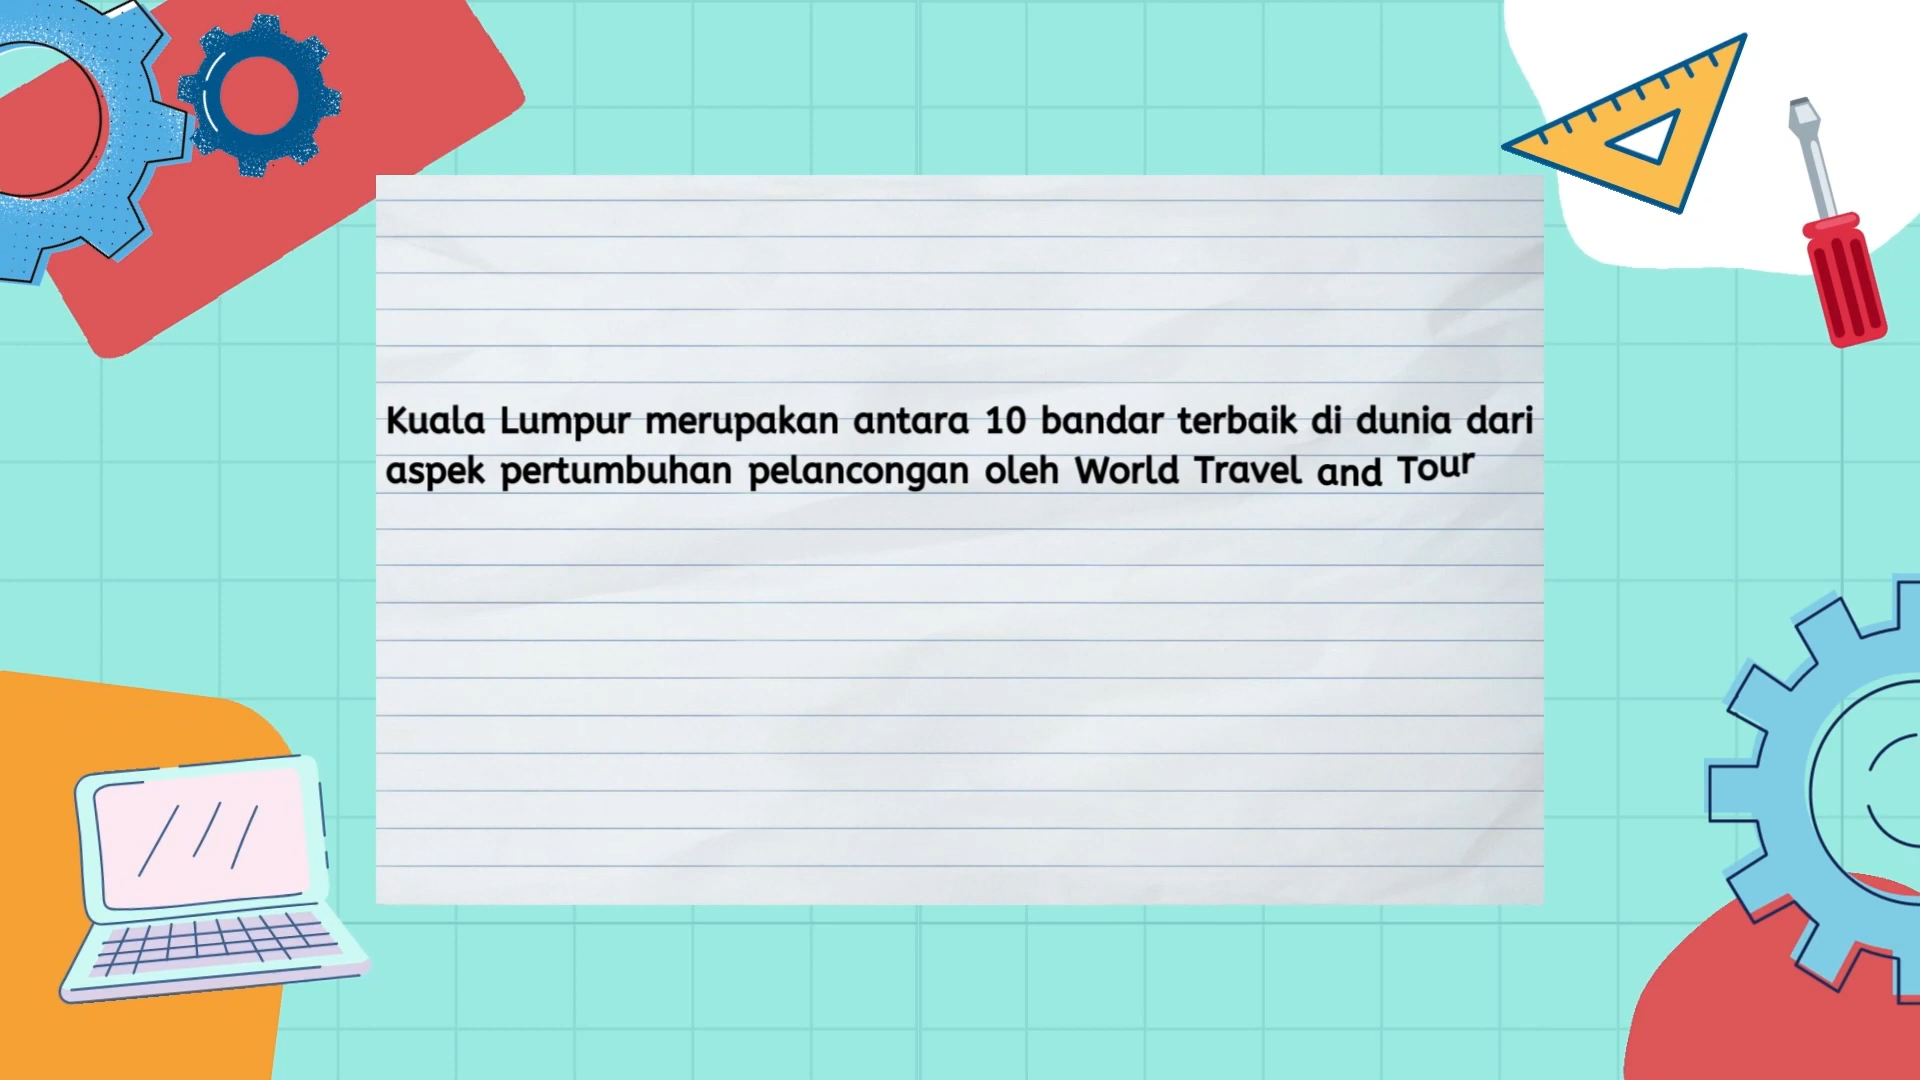 Kuala Lumpur merupakan antara 10 bandar terbaik di dunia dari
aspek pertumbuhan pelancongan oleh World Travel and Tour